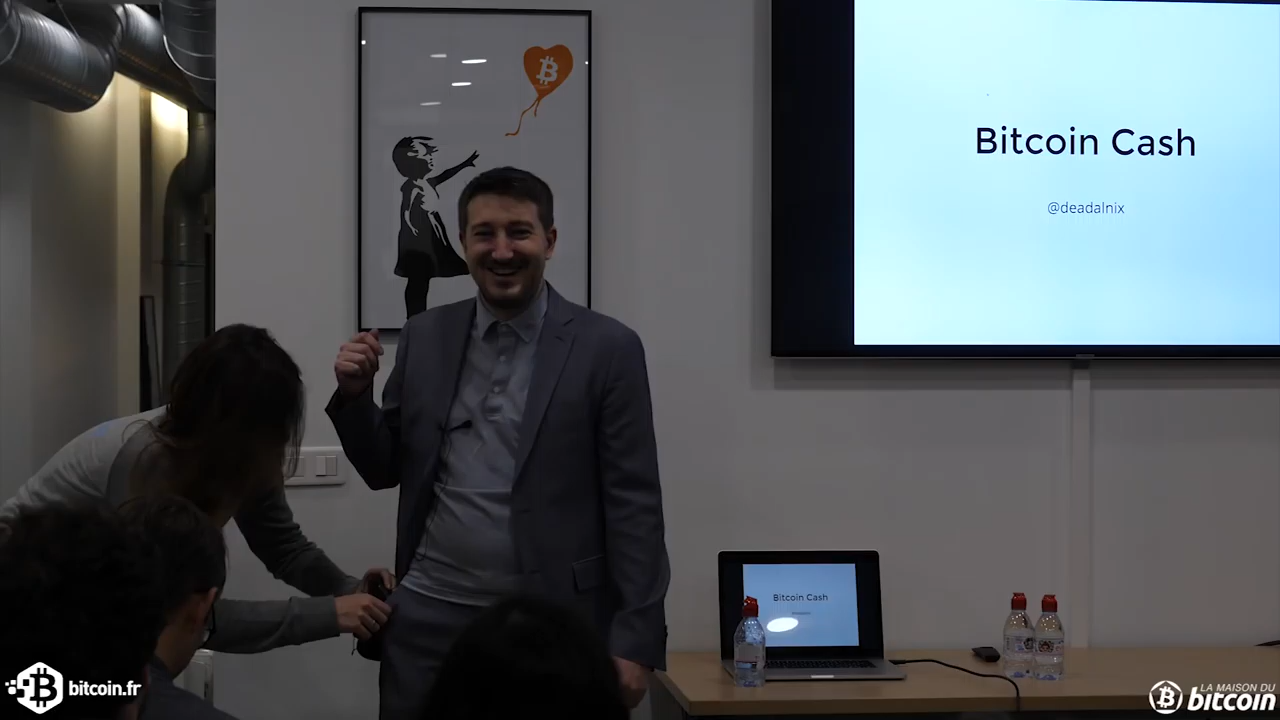 Bitcoin Cash
@deadalnix
Bitcoin Cash
bitcoin.fr
LA MAISON DU
bitcoin